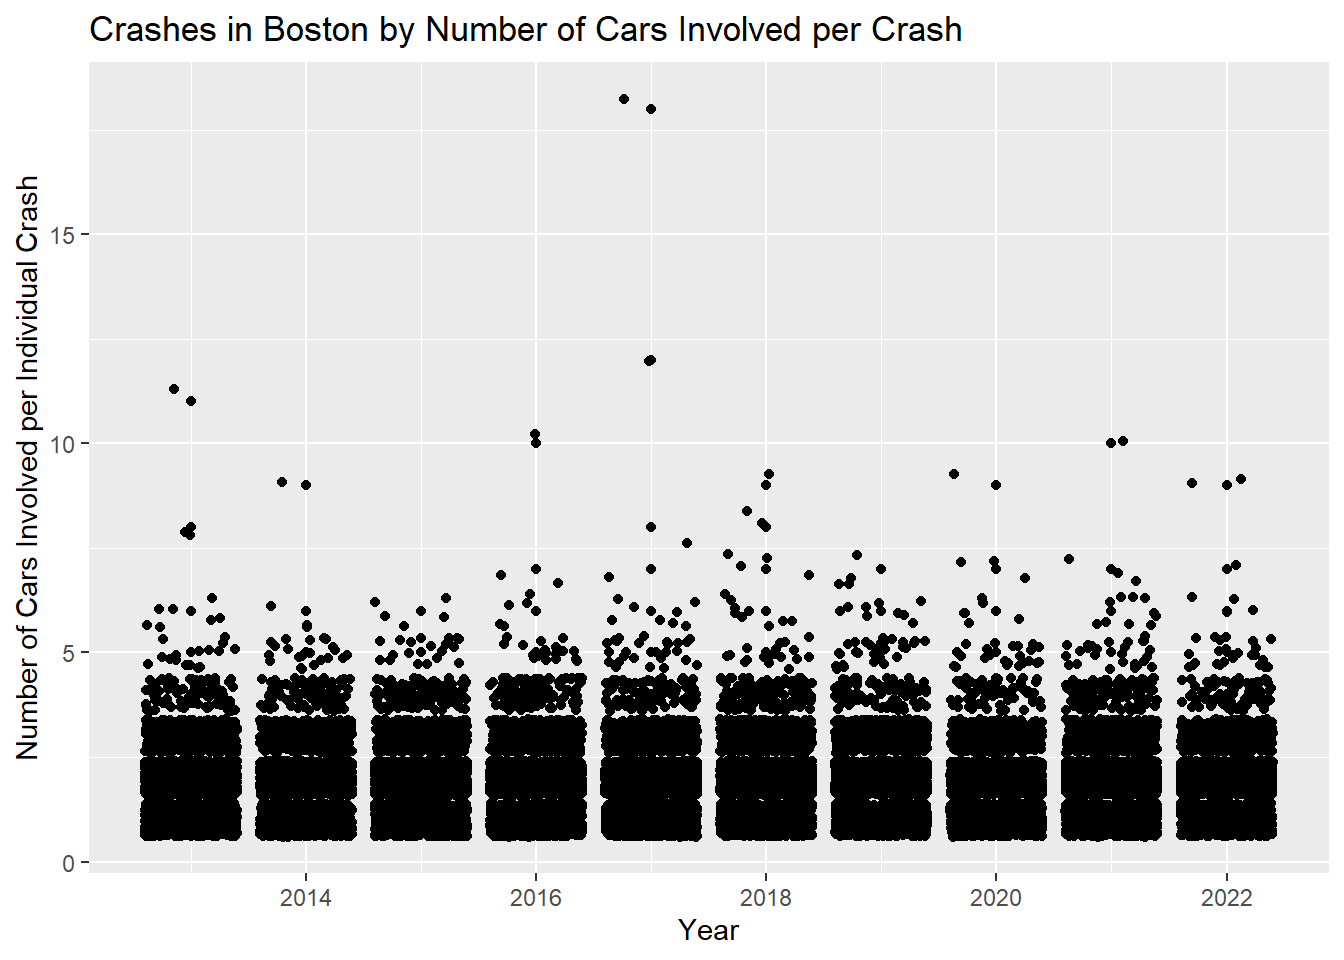 Crashes in Boston by Number of Cars Involved per Crash
Number of Cars Involved per Individual Crash
15
10
5
0
2014 2016 2018 2020 2022
Year